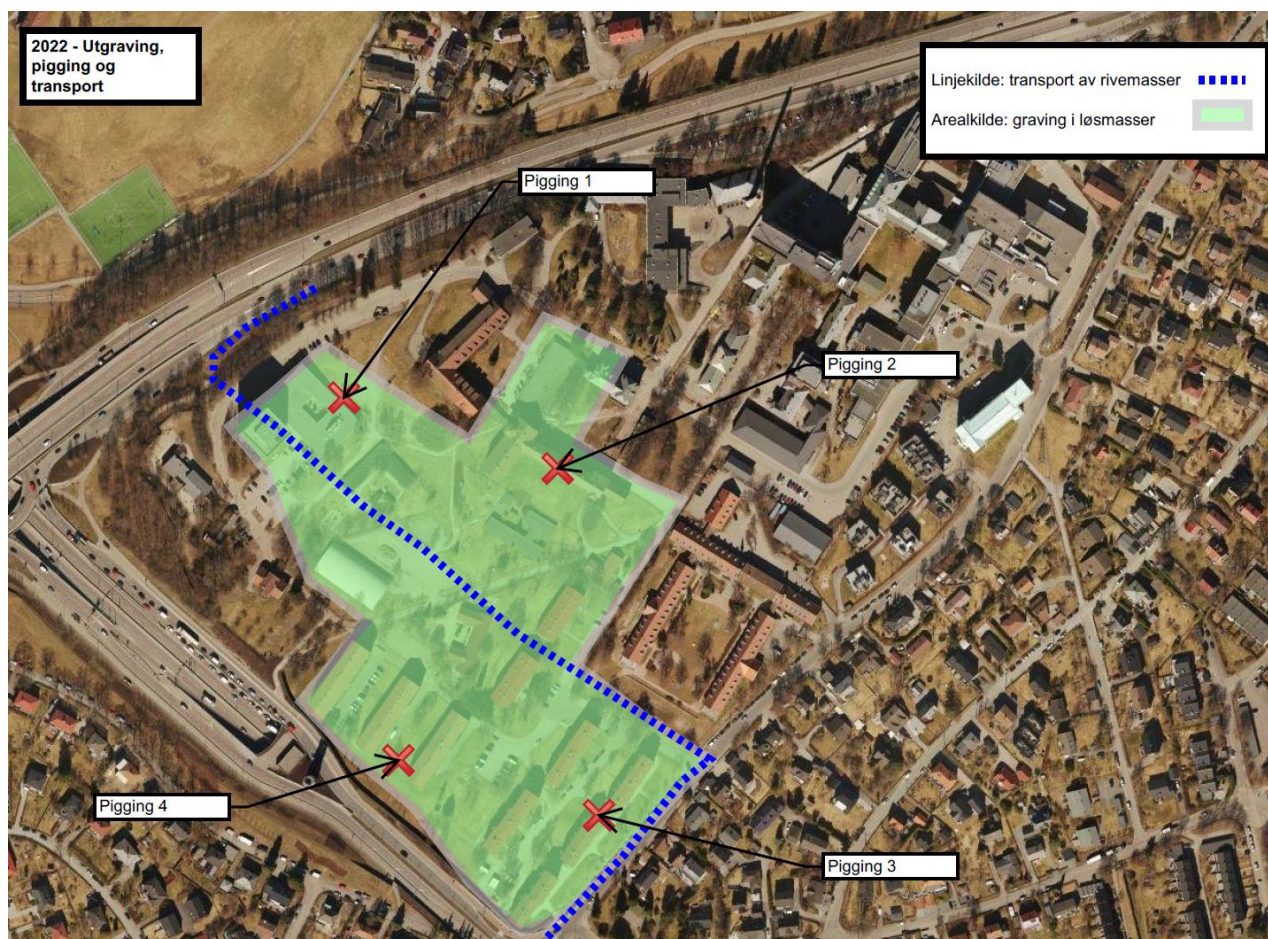 2022 - Utgraving,
pigging og
transport
Linjekilde: transport av rivemasser
Arealkilde: graving i løsmasser
Pigging 1
Pigging 2
Pigging 4
Pigging 3